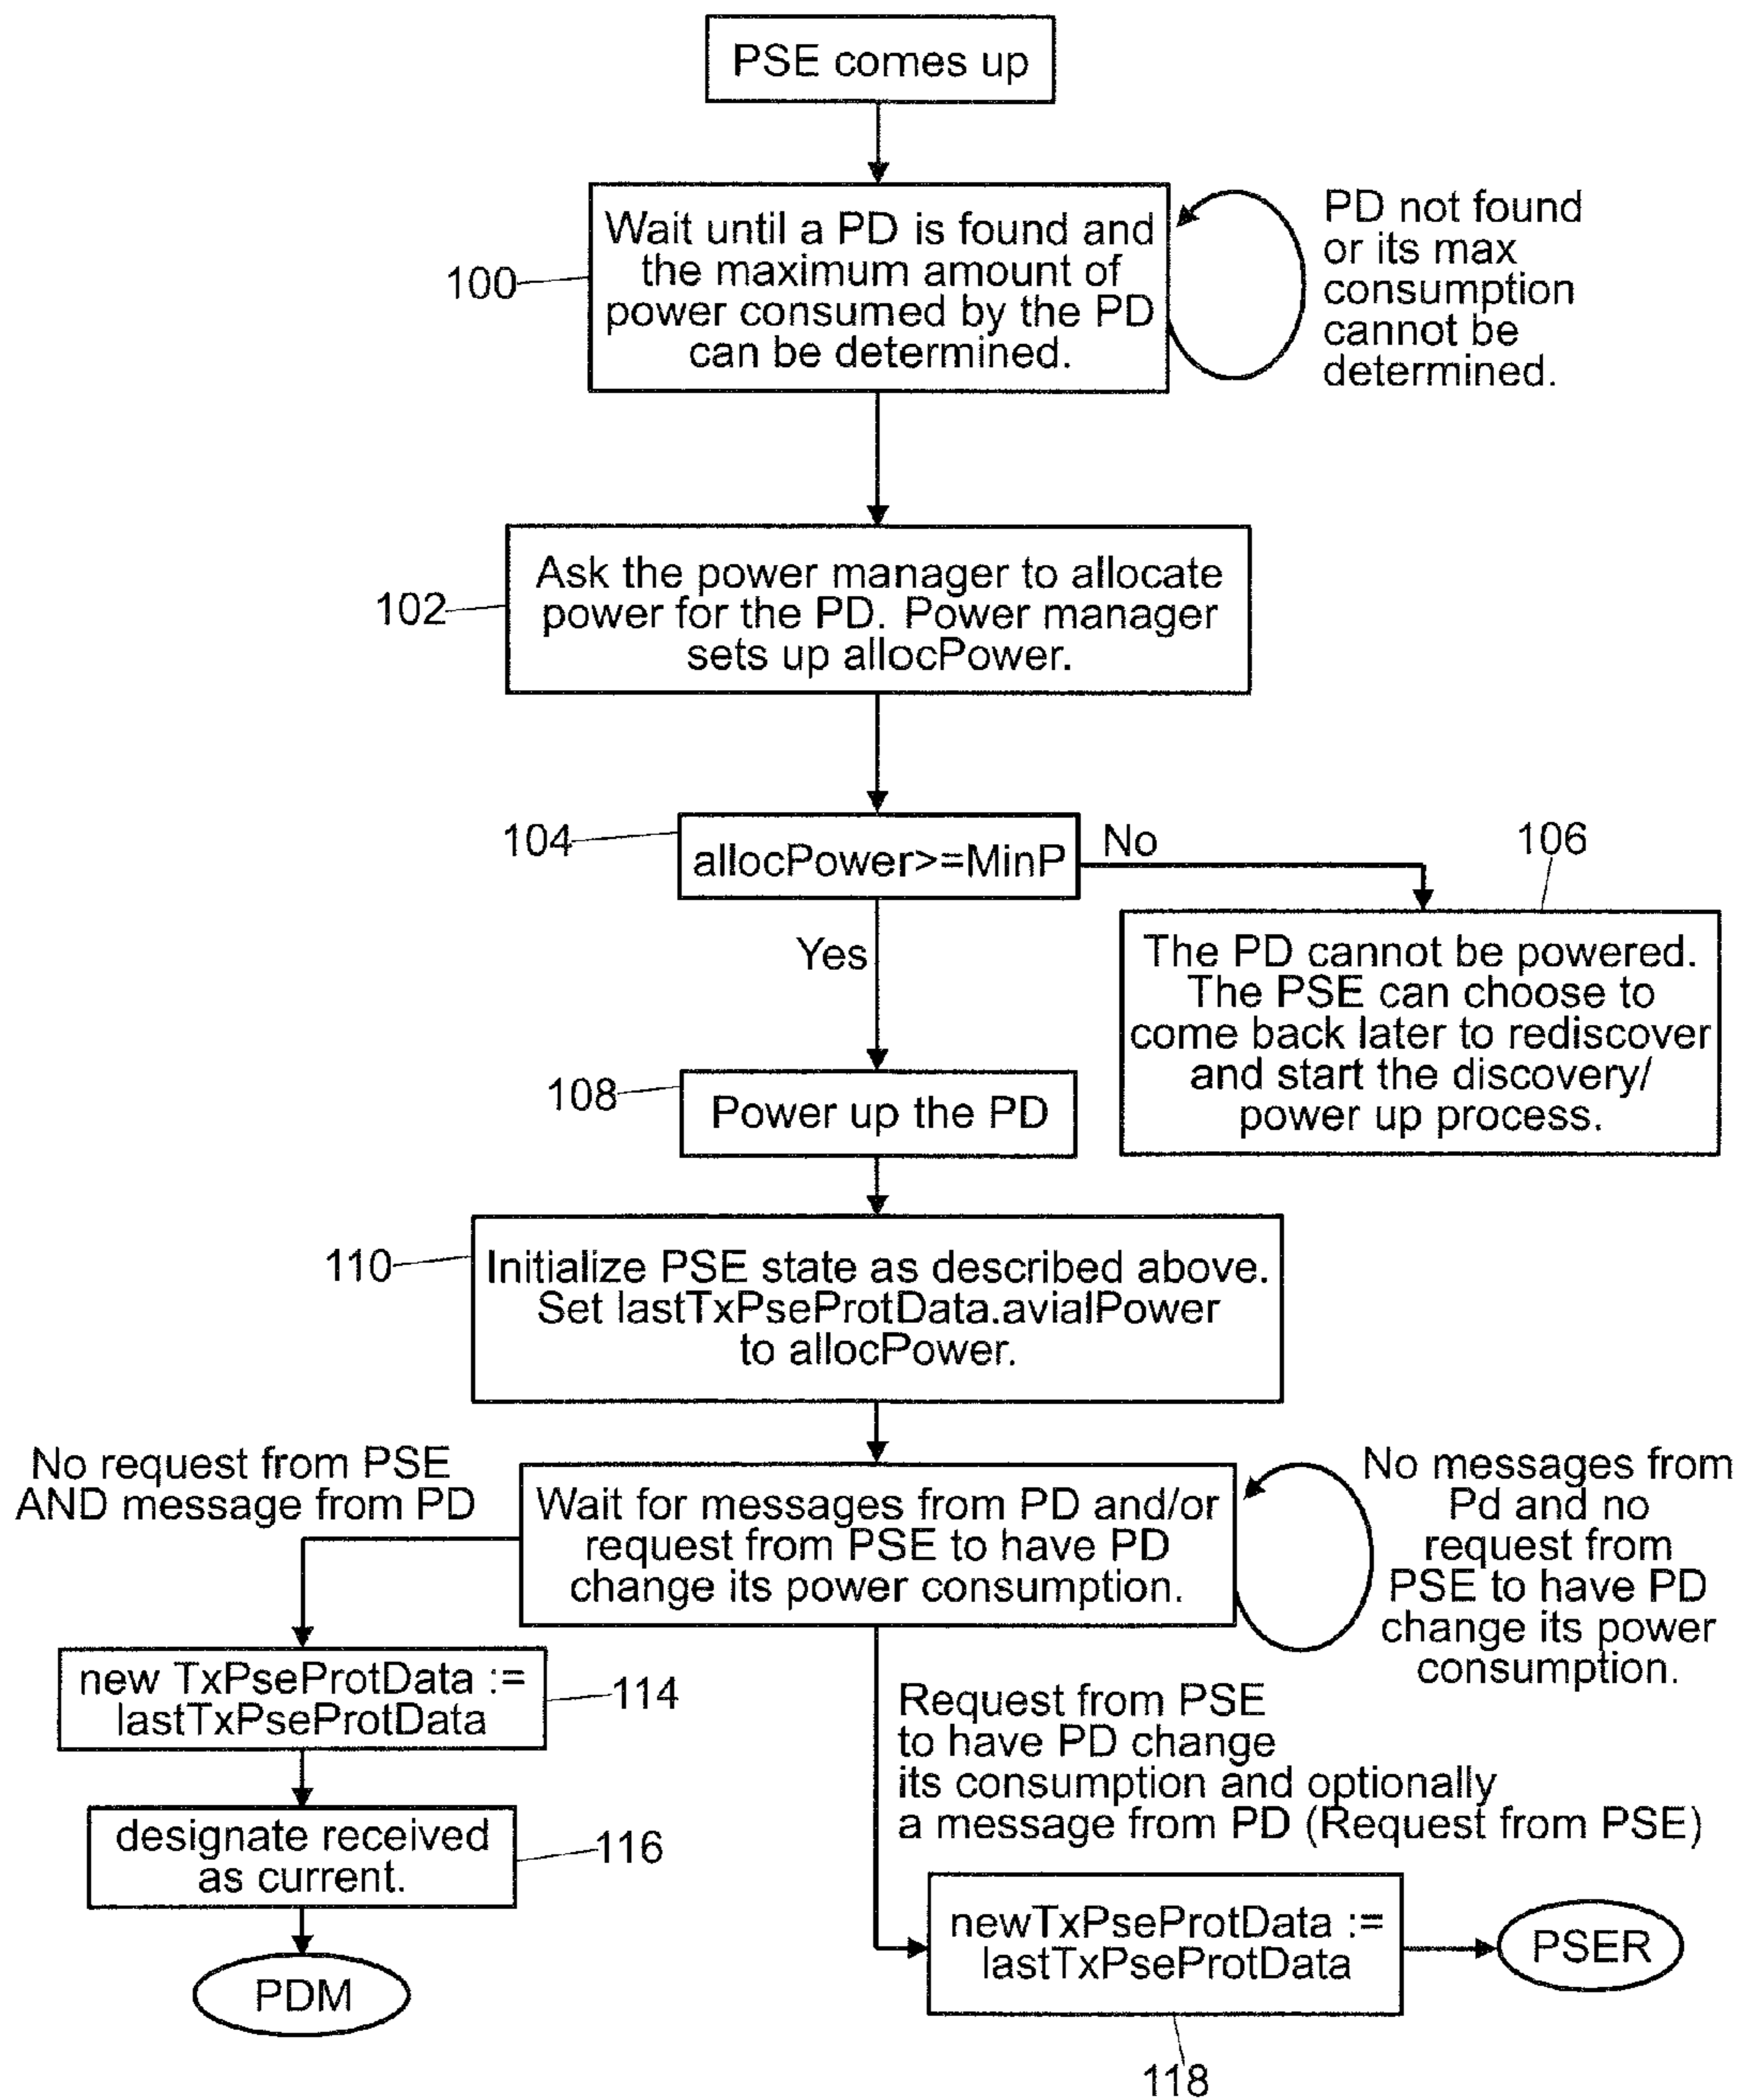 PSE comes up
100
Wait until a PD is found and
the maximum amount of
power consumed by the PD
can be determined.
PD not found
or its max
consumption
cannot be
determined.
102
Ask the power manager to allocate
power for the PD. Power manager
sets up allocPower.
104
allocPower>=MinP
No
106
Yes
The PD cannot be powered.
The PSE can choose to
come back later to rediscover
and start the discovery/
power up process.
108
Power up the PD
110
Initialize PSE state as described above.
Set lastTxPseProtData.avialPower
to allocPower.
No request from PSE
AND message from PD
Wait for messages from PD and/or
request from PSE to have PD
change its power consumption.
No messages from
Pd and no
request from
PSE to have PD
change its power
consumption.
new TxPseProtData :=
lastTxPseProtData
114
designate received
as current.
116
PDM
Request from PSE
to have PD change
its consumption and optionally
a message from PD (Request from PSE)
newTxPseProtData :=
lastTxPseProtData
PSER
118